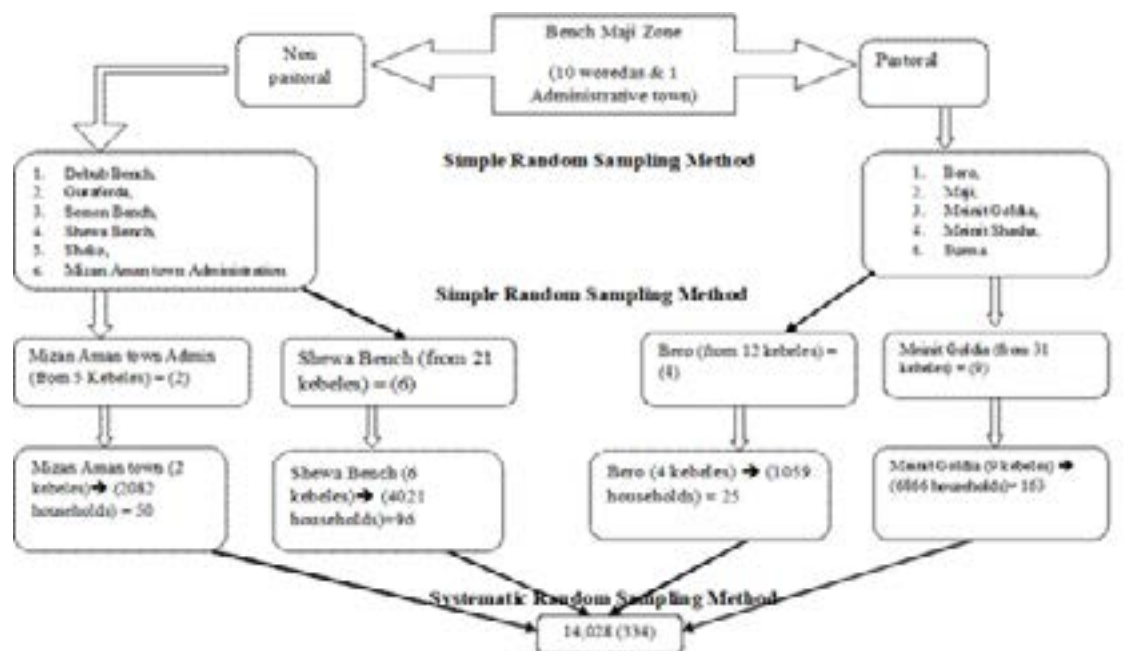 Bench Maji Zone
(10 woredas & 1
Administrative town)
Non
pastoral
Pastoral
Simple Random Sampling Method
1. Debub Bench,
2. Guraferda,
3. Semen Bench,
4. Shewa Bench,
5. Sheko,
6. Mizan Aman town Administration
1. Bero,
2. Maji,
3. Meinit Goldia,
4. Meinit Shasha,
5. Surma
Simple Random Sampling Method
Mizan Aman town Admin
(from 5 Kebeles) = (2)
Shewa Bench (from 21
kebeles) = (6)
Bero (from 12 kebeles) =
(4)
Meinit Goldia (from 31
kebeles) = (9)
Mizan Aman town (2
kebeles)➔ (2082
households) = 50
Shewa Bench (6
kebeles)➔ (4021
households)=96
Bero (4 kebeles) ➔ (1059
households) = 25
Meinit Goldia (9 kebeles) ➔
(6866 households)= 163
Systematic Random Sampling Method
14,028 (334)